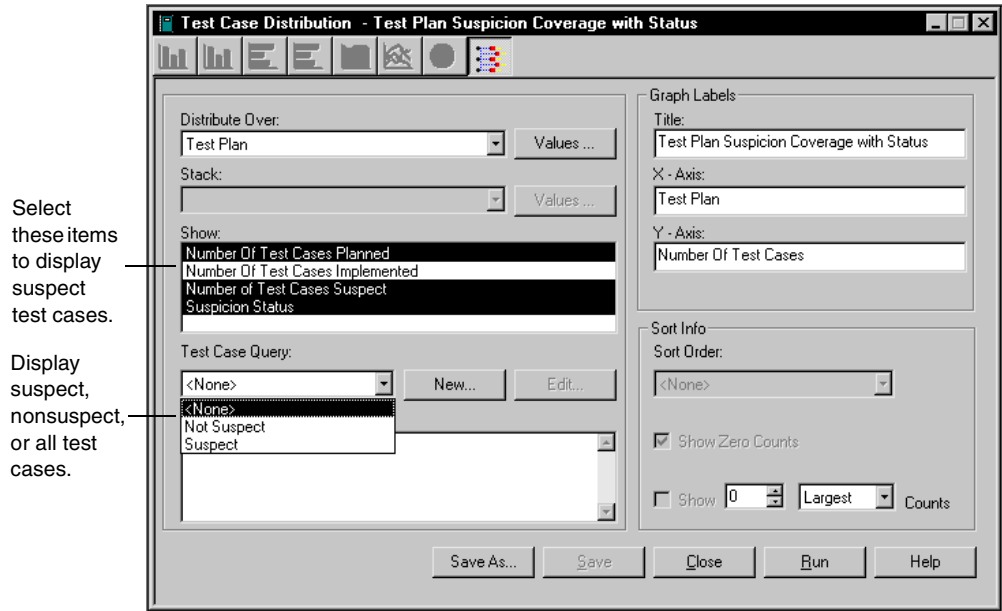 Test Case Distribution - Test Plan Suspicion Coverage with Status
Distribute Over:
Test Plan
Values ...
Stack:
Values ...
Show:
Number Of Test Cases Planned
Number Of Test Cases Implemented
Number of Test Cases Suspect
Suspicion Status
Test Case Query:
<None>
New...
Edit...
<None>
Not Suspect
Suspect
Graph Labels
Title:
Test Plan Suspicion Coverage with Status
X - Axis:
Test Plan
Y - Axis:
Number Of Test Cases
Sort Info
Sort Order:
<None>
Show Zero Counts
Show 0 Largest Counts
Save As...
Save
Close
Run
Help
Select
these items
to display
suspect
test cases.
Display
suspect,
nonsuspect,
or all test
cases.